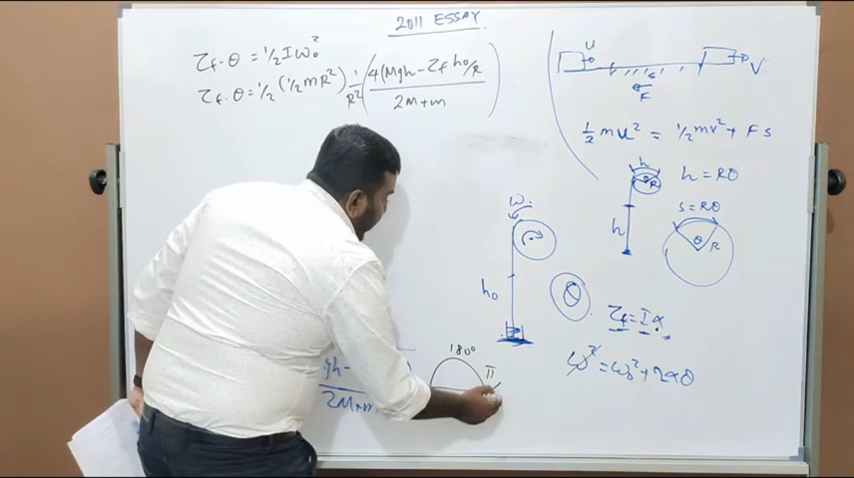 2011 ESSAY
τf·θ = ½Iω₀²
τf·θ = ½(½mR²) 1/R² (4(Mgh - τf h₀/R)/2M+m)
u
V
s
F
½mu² = ½mv² + Fs
h
R
h = Rθ
h
s = Rθ
θ
R
ω₀
h₀
τf = Iα
ω² = ω₀² + 2αθ
180°
π
gh -
2M+m